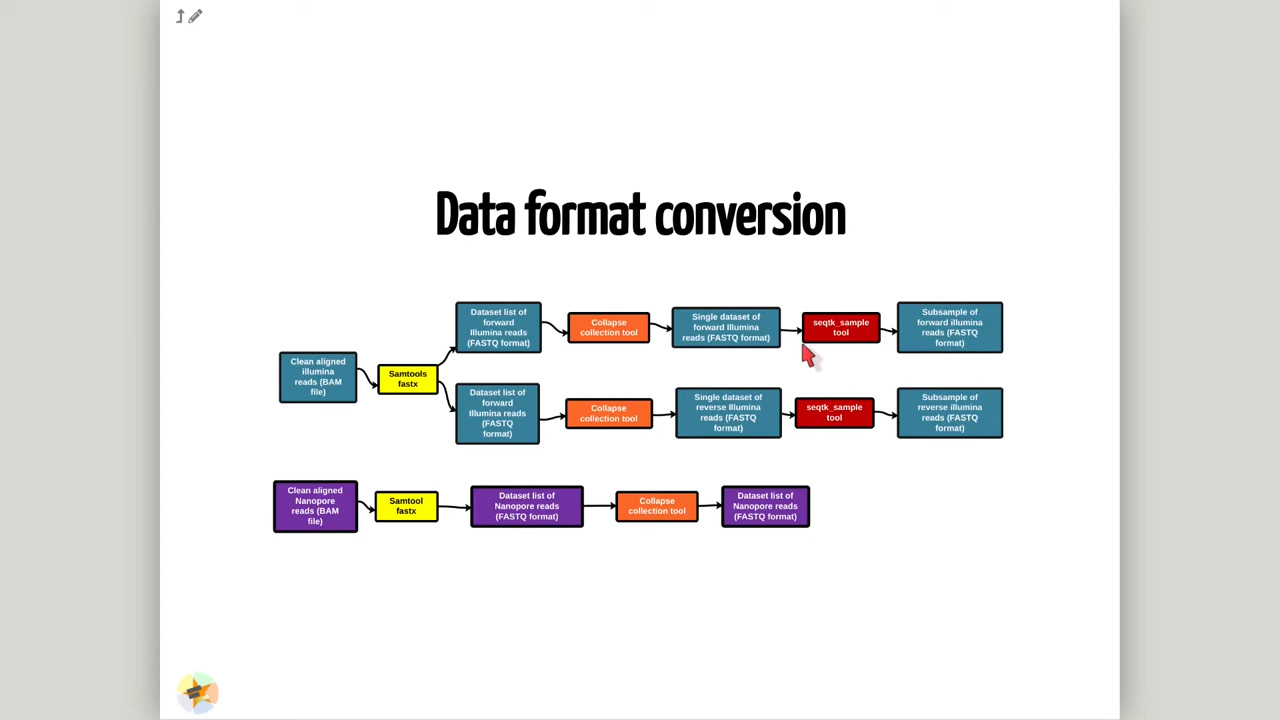 Data format conversion
Clean aligned
illumina
reads (BAM
file)
Samtools
fastx
Dataset list of
forward
Illumina reads
(FASTQ format)
Collapse
collection tool
Single dataset of
forward Illumina
reads (FASTQ format)
seqtk_sample
tool
Subsample of
forward illumina
reads (FASTQ
format)
Dataset list of
forward
Illumina reads
(FASTQ
format)
Collapse
collection tool
Single dataset of
reverse Illumina
reads (FASTQ
format)
seqtk_sample
tool
Subsample of
reverse illumina
reads (FASTQ
format)
Clean aligned
Nanopore
reads (BAM
file)
Samtool
fastx
Dataset list of
Nanopore reads
(FASTQ format)
Collapse
collection tool
Dataset list of
Nanopore reads
(FASTQ format)